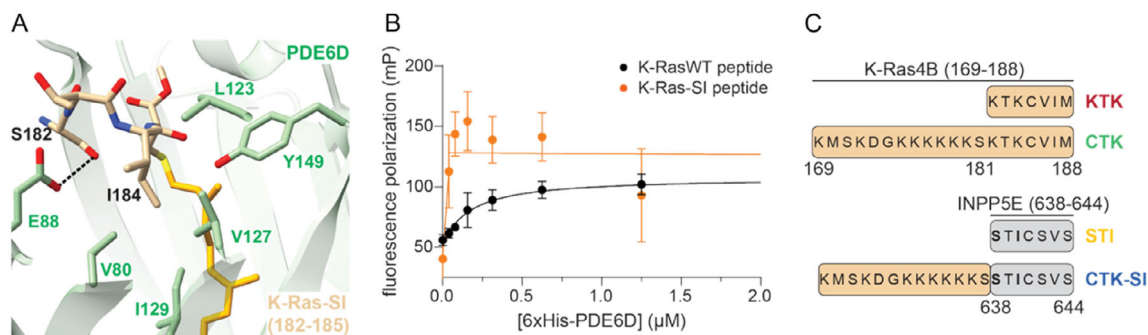 A
PDE6D
L123
S182
Y149
I184
E88
V127
V80
I129
K-Ras-SI
(182-185)
B
fluorescence polarization (mP)
200
150
100
50
0.0
0.5
1.0
1.5
2.0
[6xHis-PDE6D] (μM)
K-RasWT peptide
K-Ras-SI peptide
C
K-Ras4B (169-188)
KTKCVIM KTK
KMSKDGKKKKKKSKTKCVIM CTK
169 181 188
INPP5E (638-644)
STICSVS STI
KMSKDGKKKKKKSSTICSVS CTK-SI
638 644